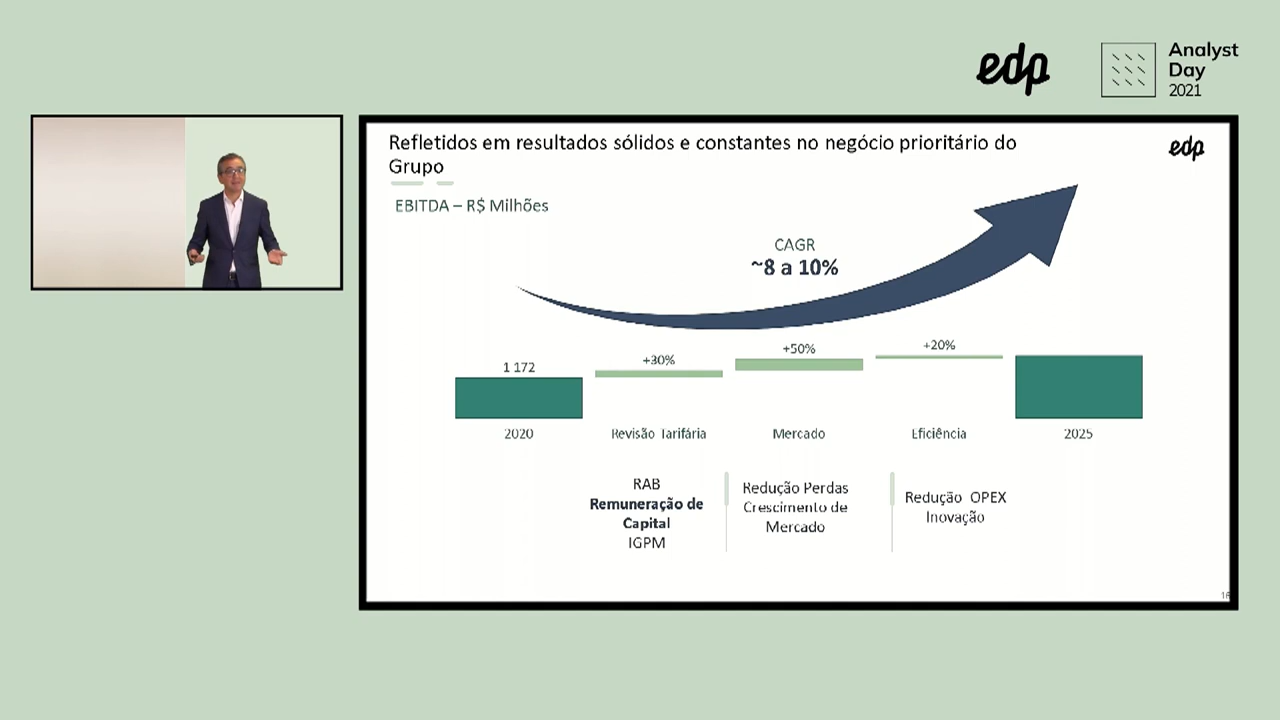 edp
Analyst
Day
2021
Refletidos em resultados sólidos e constantes no negócio prioritário do
Grupo
edp
EBITDA – R$ Milhões
CAGR
~8 a 10%
1 172
+30%
+50%
+20%
2020
Revisão Tarifária
Mercado
Eficiência
2025
RAB
Remuneração de
Capital
IGPM
Redução Perdas
Crescimento de
Mercado
Redução OPEX
Inovação